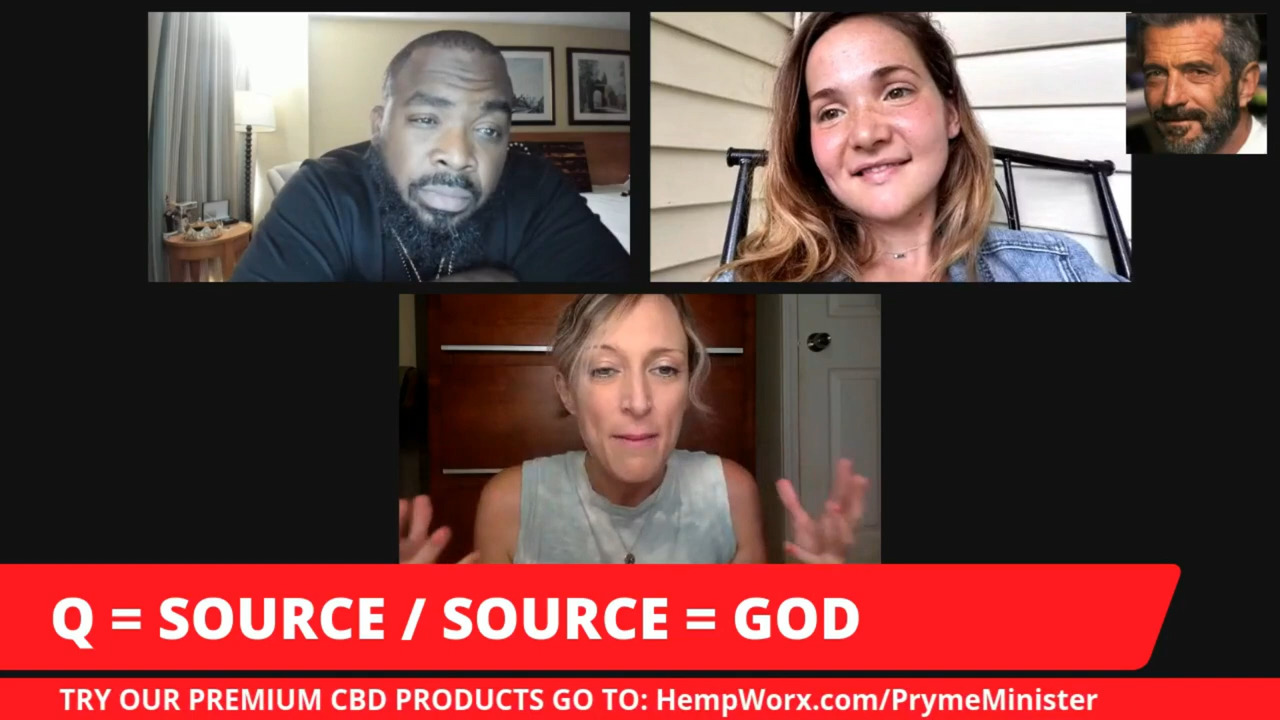 Q = SOURCE / SOURCE = GOD
TRY OUR PREMIUM CBD PRODUCTS GO TO: HempWorx.com/PrymeMinister